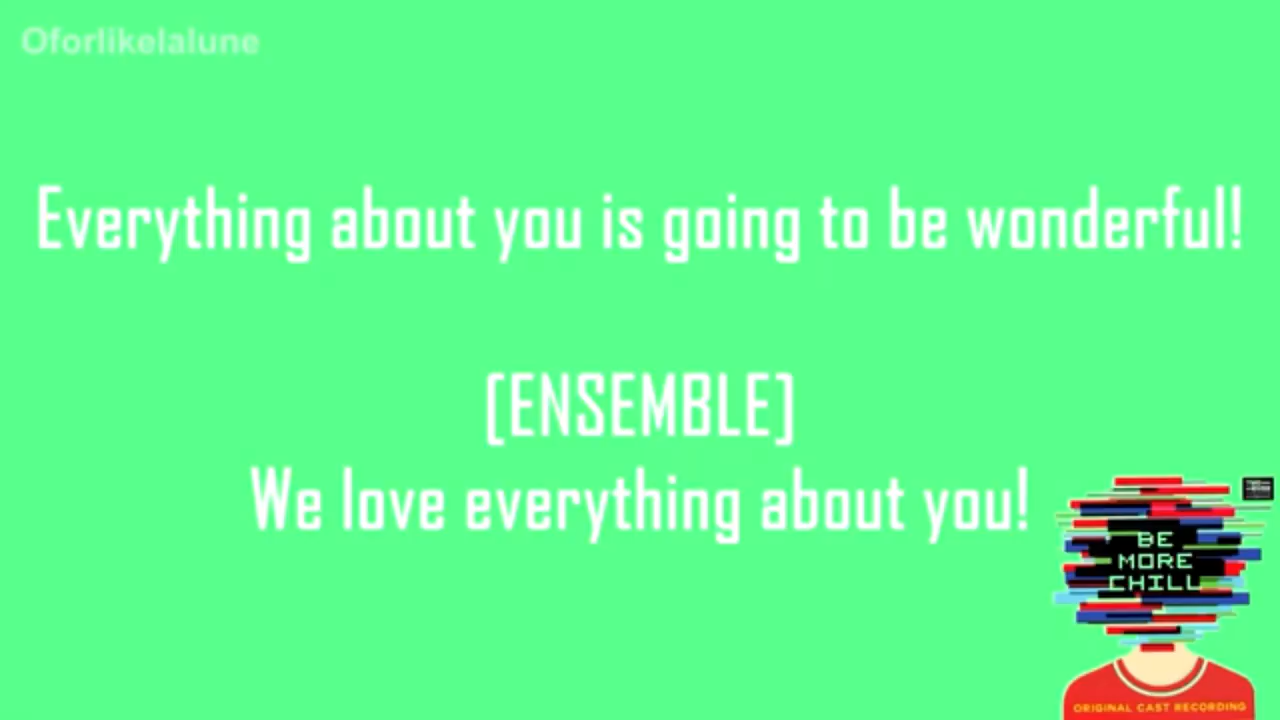 Oforlikelalune
Everything about you is going to be wonderful!
[ENSEMBLE]
We love everything about you!
BE
MORE
CHILL
ORIGINAL CAST RECORDING